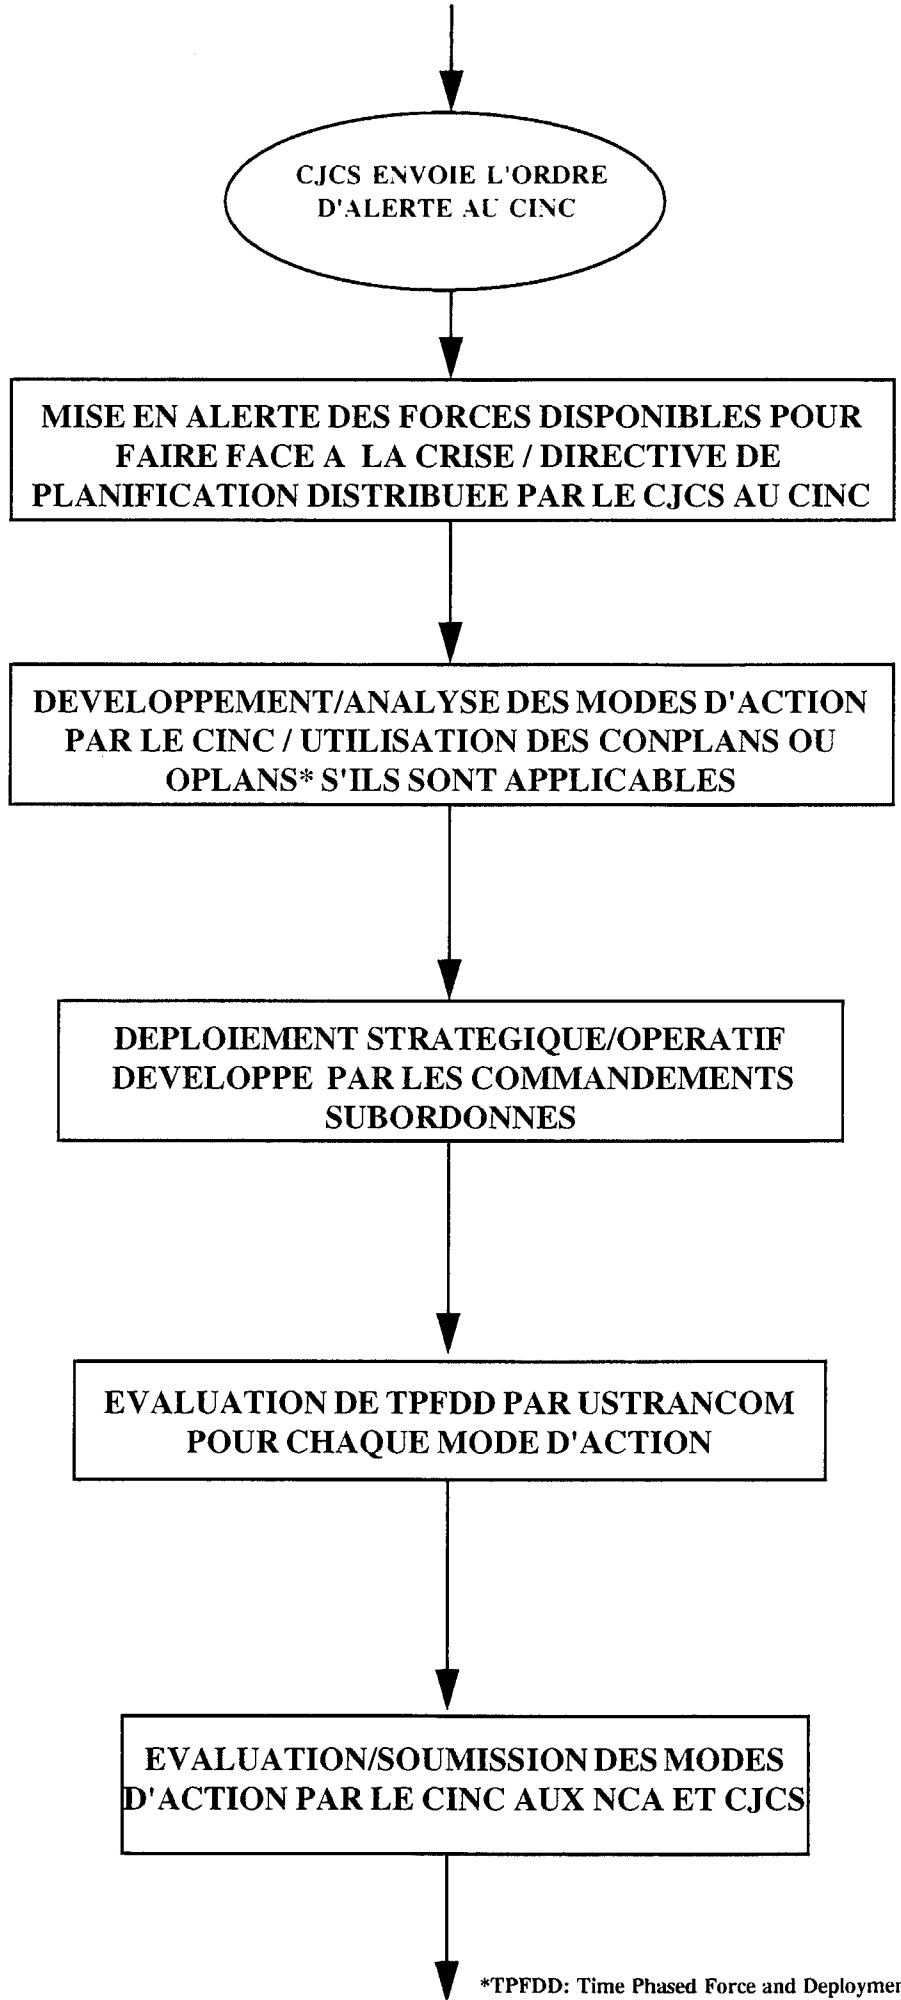 CJCS ENVOIE L'ORDRE
D'ALERTE AU CINC
MISE EN ALERTE DES FORCES DISPONIBLES POUR
FAIRE FACE A LA CRISE / DIRECTIVE DE
PLANIFICATION DISTRIBUEE PAR LE CJCS AU CINC
DEVELOPPEMENT/ANALYSE DES MODES D'ACTION
PAR LE CINC / UTILISATION DES CONPLANS OU
OPLANS* S'ILS SONT APPLICABLES
DEPLOIEMENT STRATEGIQUE/OPERATIF
DEVELOPPE PAR LES COMMANDEMENTS
SUBORDONNES
EVALUATION DE TPFDD PAR USTRANCOM
POUR CHAQUE MODE D'ACTION
EVALUATION/SOUMISSION DES MODES
D'ACTION PAR LE CINC AUX NCA ET CJCS
*TPFDD: Time Phased Force and Deploymen